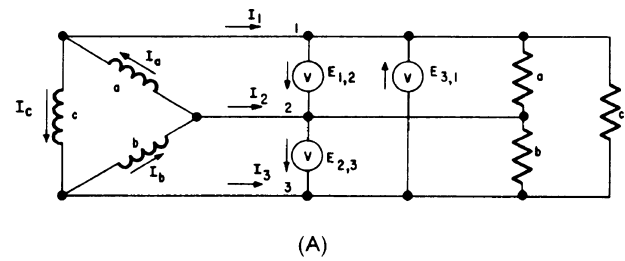 I1 1
Ia
a
V E1,2 V E3,1 a
Ic c I2 2 c
b
Ib V E2,3 b
I3 3
(A)